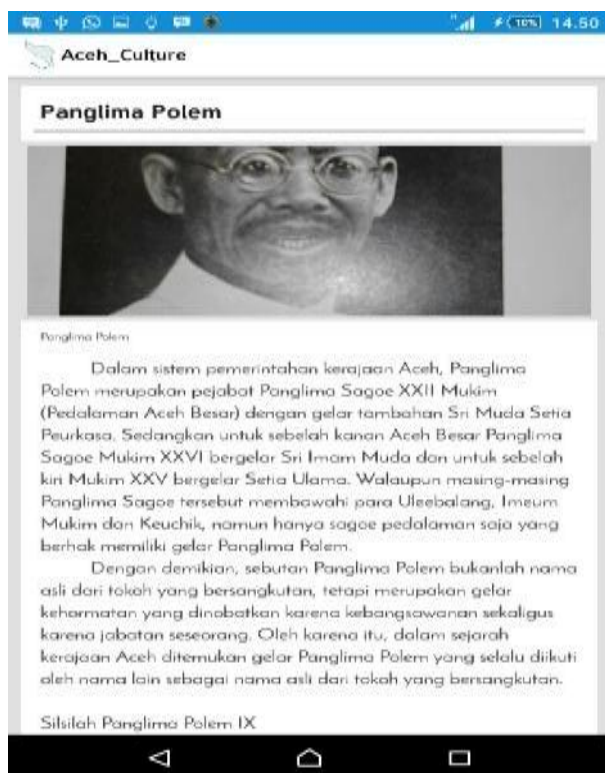 10% 14.50
Aceh_Culture
Panglima Polem
Panglima Polem
Dalam sistem pemerintahan kerajaan Aceh, Panglima
Polem merupakan pejabat Panglima Sagoe XXII Mukim
(Pedalaman Aceh Besar) dengan gelar tambahan Sri Muda Setia
Peurkasa. Sedangkan untuk sebelah kanan Aceh Besar Panglima
Sagoe Mukim XXVI bergelar Sri Imam Muda dan untuk sebelah
kiri Mukim XXV bergelar Setia Ulama. Walaupun masing-masing
Panglima Sagoe tersebut membawahi para Uleebalang, Imeum
Mukim dan Keuchik, namun hanya sagoe pedalaman saja yang
berhak memiliki gelar Panglima Polem.
Dengan demikian, sebutan Panglima Polem bukanlah nama
asli dari tokoh yang bersangkutan, tetapi merupakan gelar
kehormatan yang dinobatkan karena kebangsawanan sekaligus
karena jabatan seseorang. Oleh karena itu, dalam sejarah
kerajaan Aceh ditemukan gelar Panglima Polem yang selalu diikuti
oleh nama lain sebagai nama asli dari tokoh yang bersangkutan.
Silsilah Panglima Polem IX